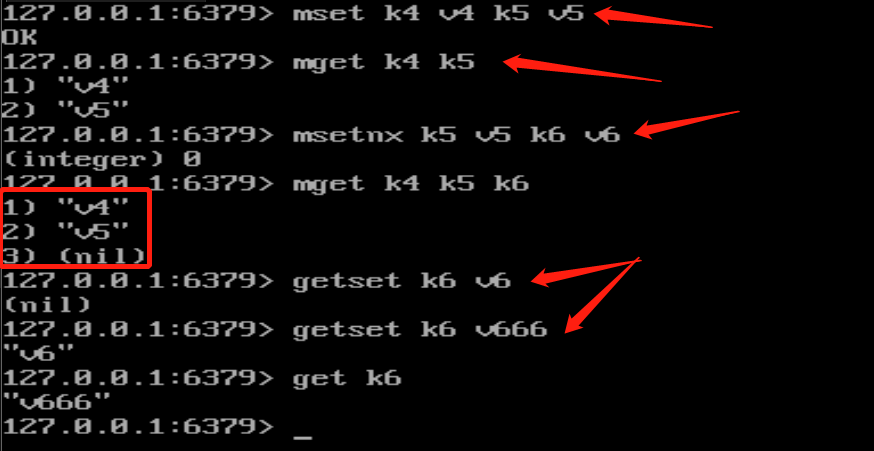 127.0.0.1:6379> mset k4 v4 k5 v5
OK
127.0.0.1:6379> mget k4 k5
1) "v4"
2) "v5"
127.0.0.1:6379> msetnx k5 v5 k6 v6
(integer) 0
127.0.0.1:6379> mget k4 k5 k6
1) "v4"
2) "v5"
3) (nil)
127.0.0.1:6379> getset k6 v6
(nil)
127.0.0.1:6379> getset k6 v666
"v6"
127.0.0.1:6379> get k6
"v666"
127.0.0.1:6379> _